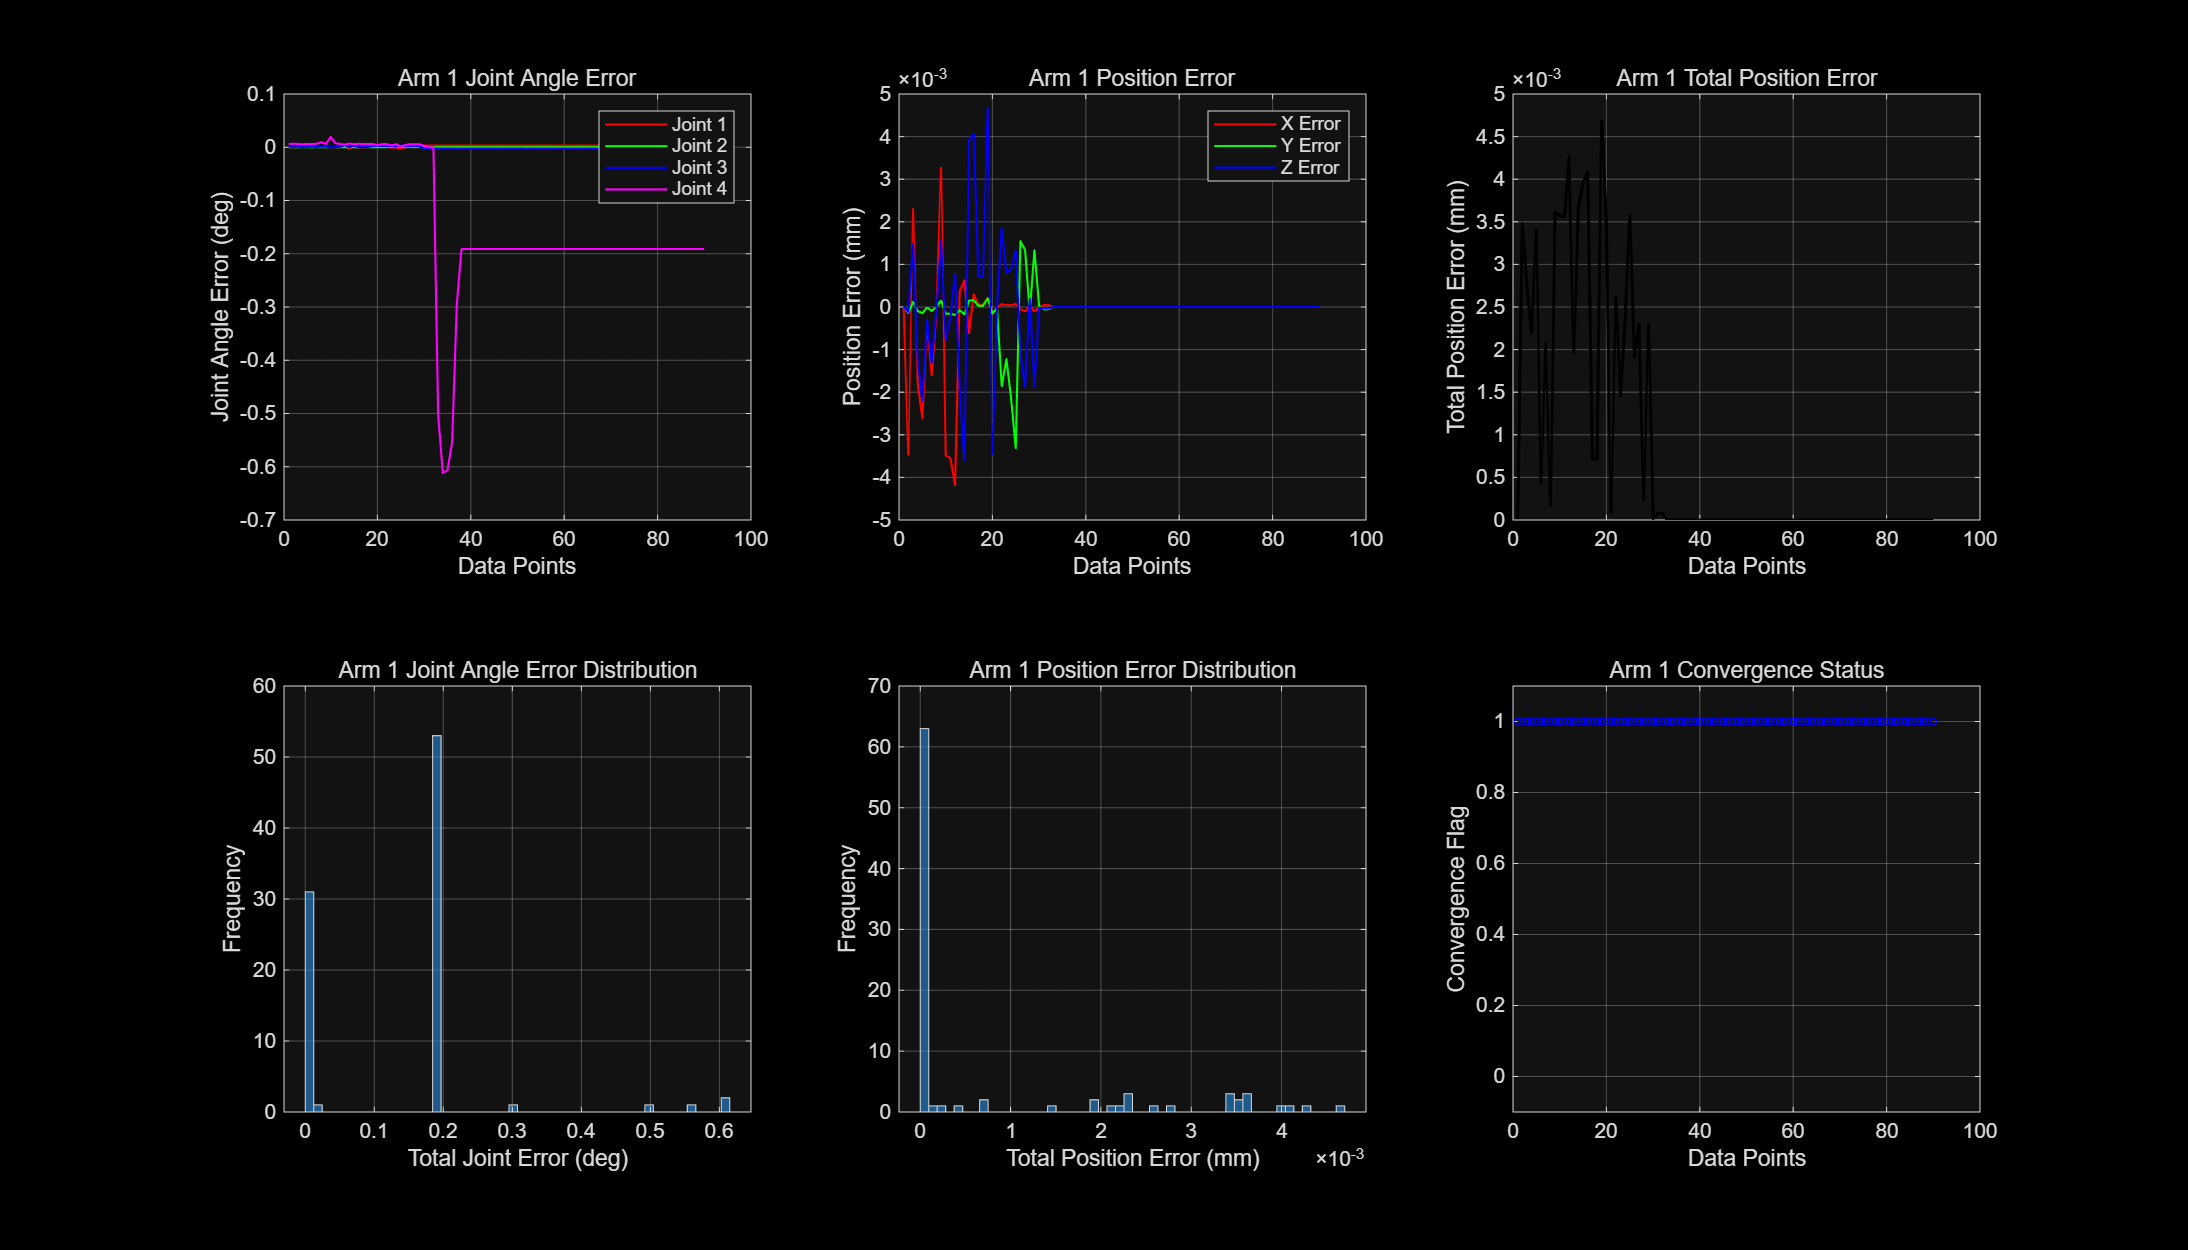 Arm 1 Joint Angle Error
0.1
0
-0.1
-0.2
-0.3
-0.4
-0.5
-0.6
-0.7
Joint Angle Error (deg)
Joint 1
Joint 2
Joint 3
Joint 4
0 20 40 60 80 100
Data Points
×10-3
Arm 1 Position Error
5
4
3
2
1
0
-1
-2
-3
-4
-5
Position Error (mm)
X Error
Y Error
Z Error
0 20 40 60 80 100
Data Points
×10-3
Arm 1 Total Position Error
5
4.5
4
3.5
3
2.5
2
1.5
1
0.5
0
Total Position Error (mm)
0 20 40 60 80 100
Data Points
Arm 1 Joint Angle Error Distribution
60
50
40
30
20
10
0
Frequency
0 0.1 0.2 0.3 0.4 0.5 0.6
Total Joint Error (deg)
Arm 1 Position Error Distribution
70
60
50
40
30
20
10
0
Frequency
0 1 2 3 4
Total Position Error (mm)
×10-3
Arm 1 Convergence Status
1
0.8
0.6
0.4
0.2
0
Convergence Flag
0 20 40 60 80 100
Data Points